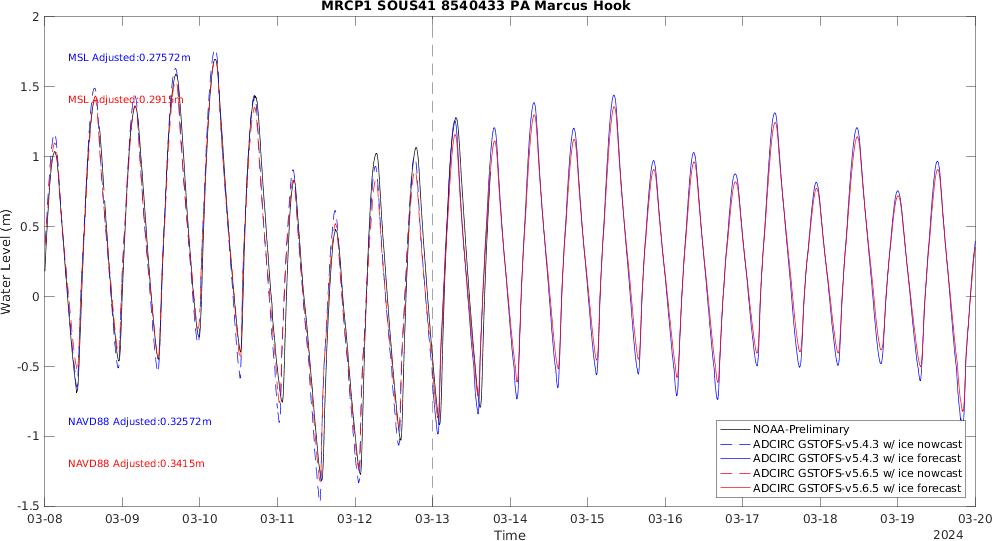 MRCP1 SOUS41 8540433 PA Marcus Hook
2
1.5
1
0.5
0
-0.5
-1
-1.5
Water Level (m)
MSL Adjusted:0.27572m
MSL Adjusted:0.2915m
NAVD88 Adjusted:0.32572m
NAVD88 Adjusted:0.3415m
NOAA-Preliminary
ADCIRC GSTOFS-v5.4.3 w/ ice nowcast
ADCIRC GSTOFS-v5.4.3 w/ ice forecast
ADCIRC GSTOFS-v5.6.5 w/ ice nowcast
ADCIRC GSTOFS-v5.6.5 w/ ice forecast
03-08 03-09 03-10 03-11 03-12 03-13 03-14 03-15 03-16 03-17 03-18 03-19 03-20
Time
2024